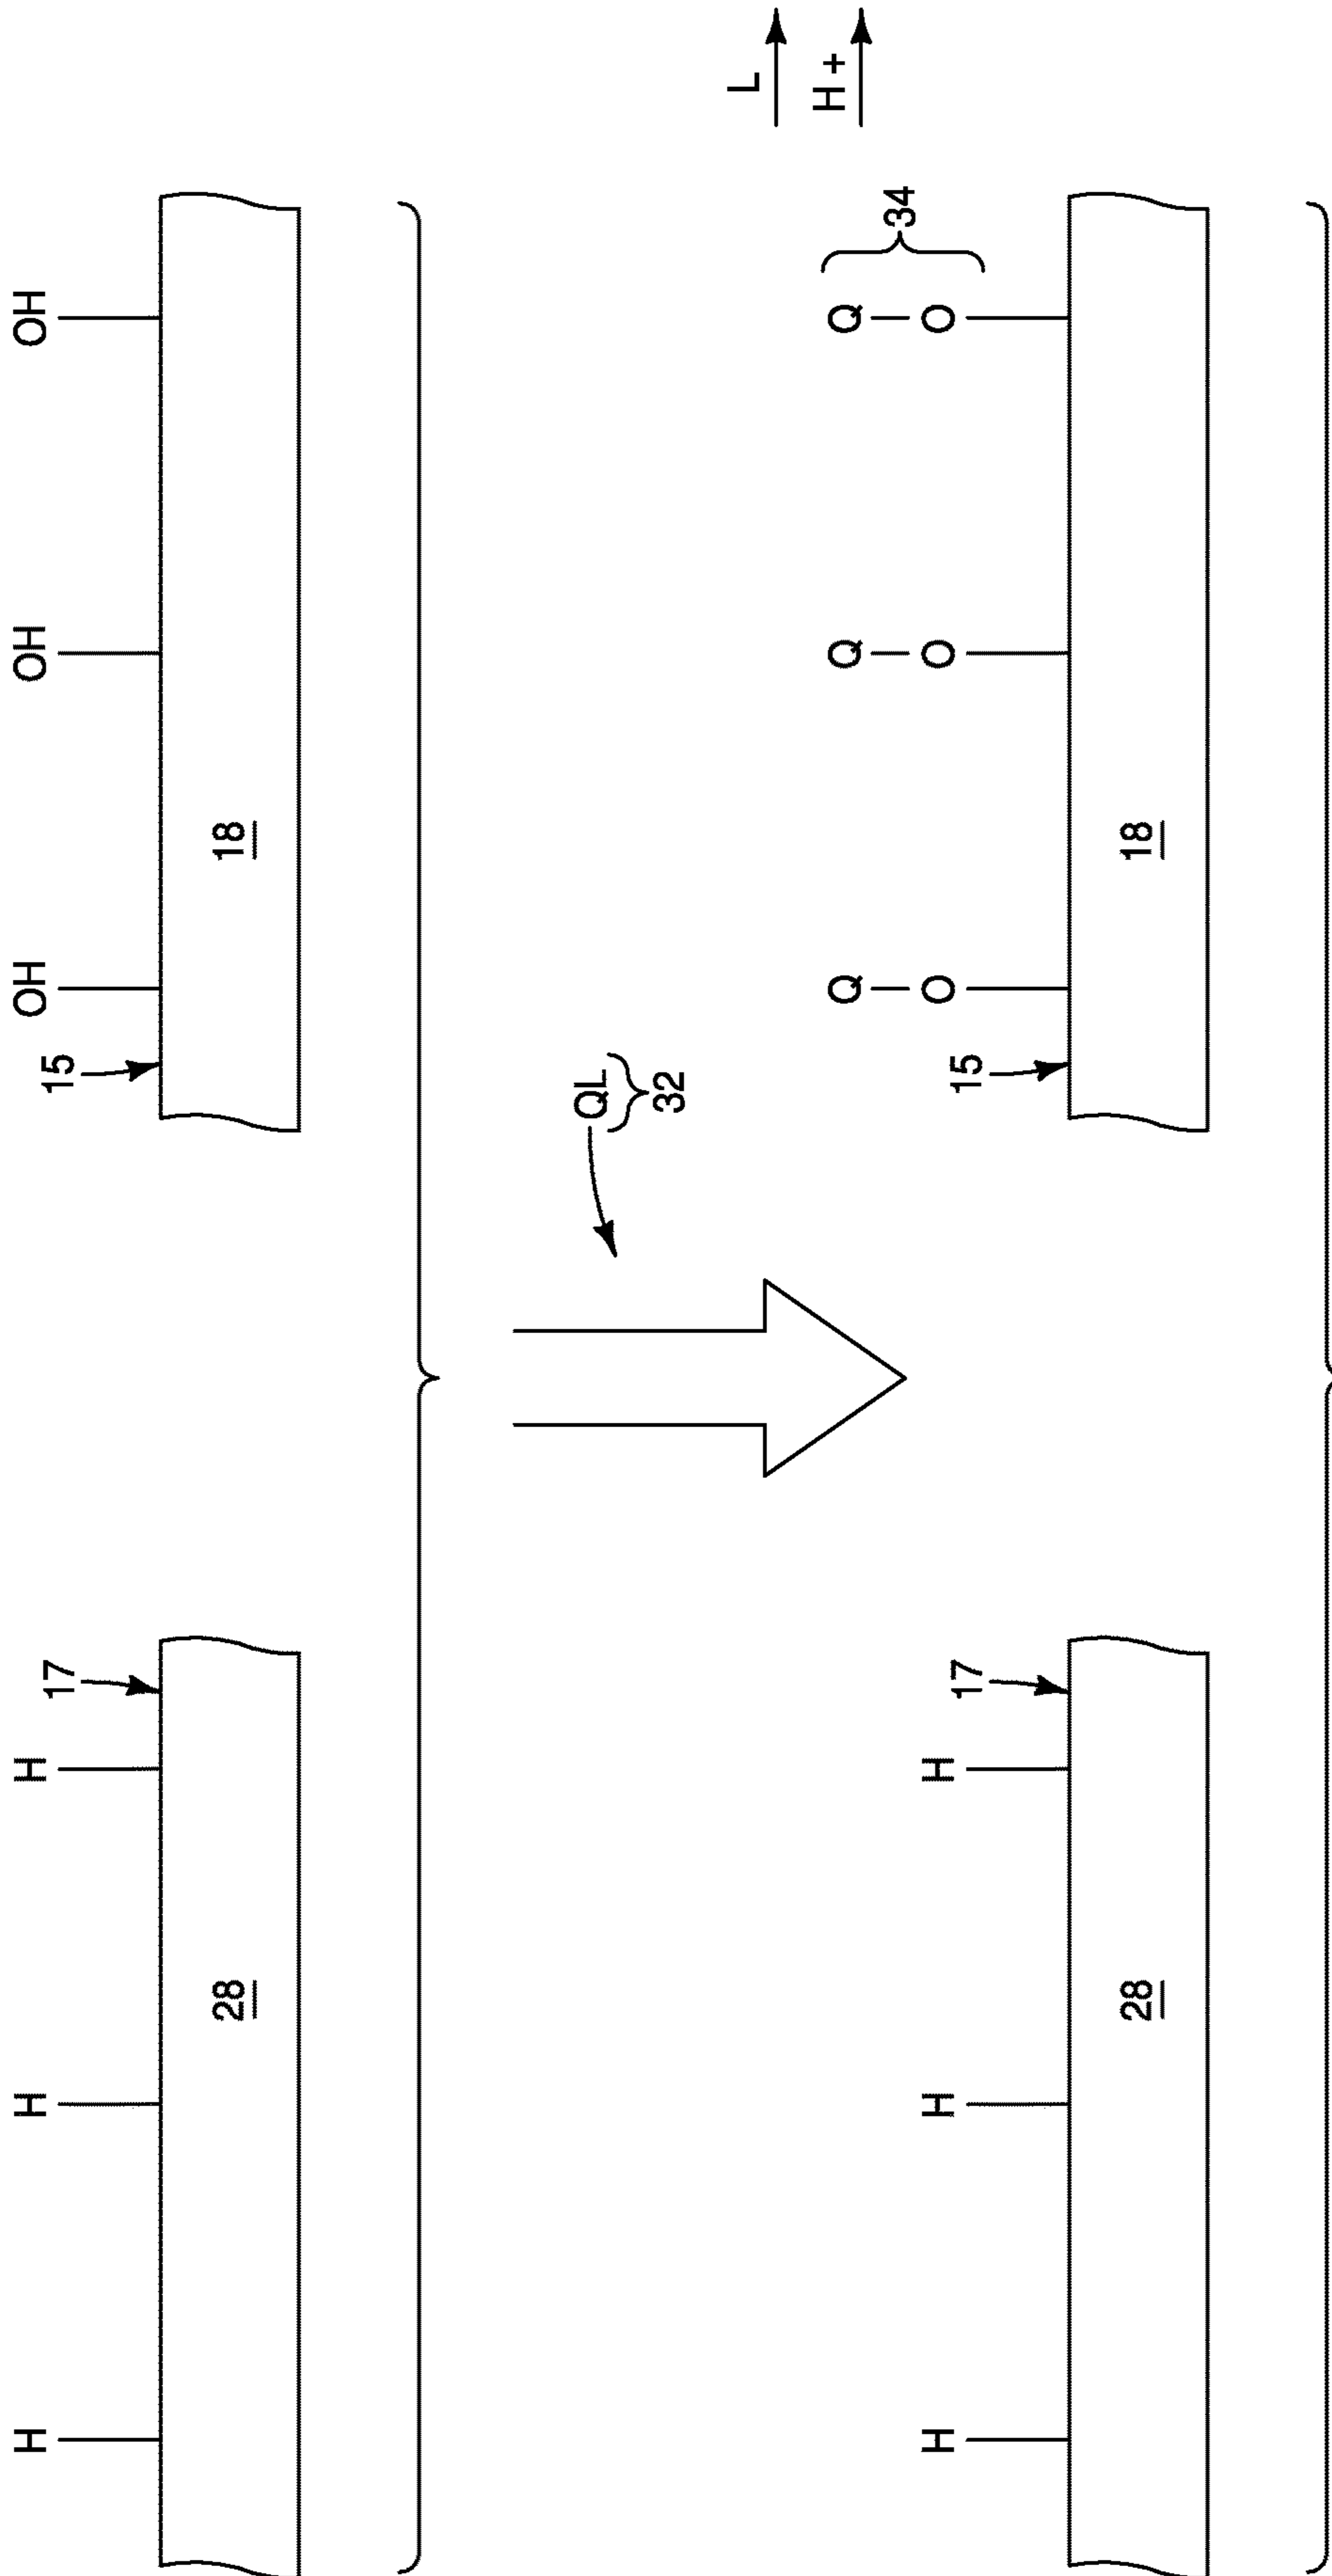 H H H OH OH OH
17 15
28 18
QL
32
L
H +
Q Q Q
34
H H H O O O
17 15
28 18